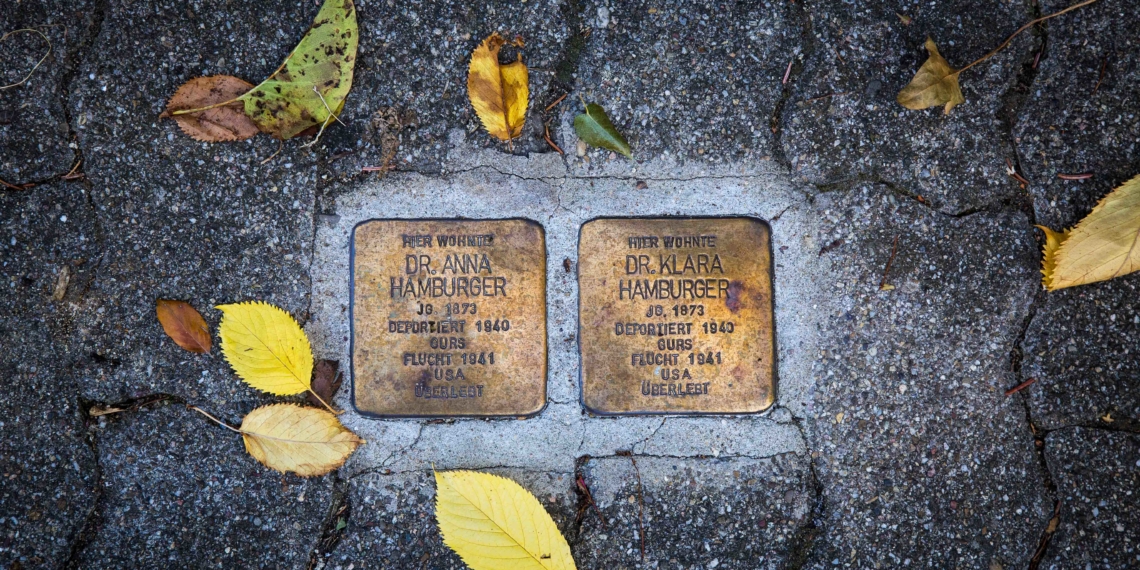 HIER WOHNTE
DR. ANNA
HAMBURGER
JG. 1873
DEPORTIERT 1940
GURS
FLUCHT 1941
USA
ÜBERLEBT
HIER WOHNTE
DR. KLARA
HAMBURGER
JG. 1873
DEPORTIERT 1940
GURS
FLUCHT 1941
USA
ÜBERLEBT